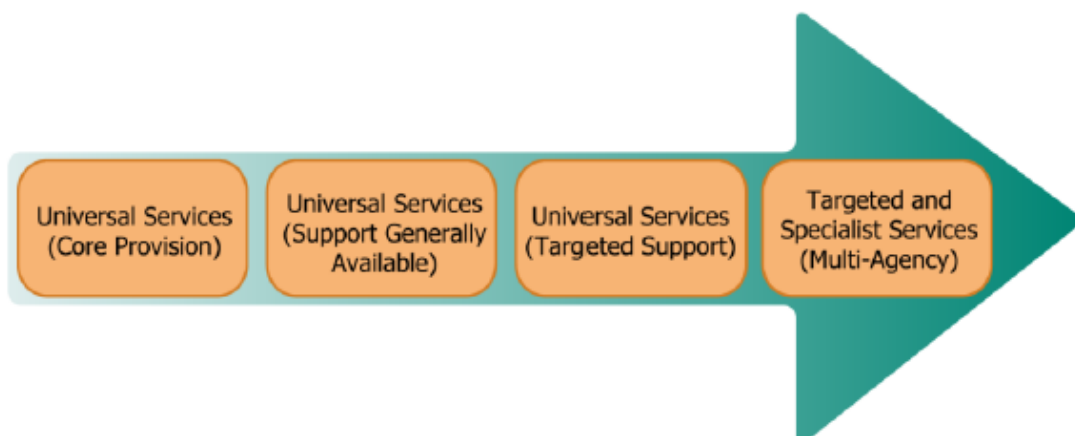 Universal Services
(Core Provision)
Universal Services
(Support Generally
Available)
Universal Services
(Targeted Support)
Targeted and
Specialist Services
(Multi-Agency)